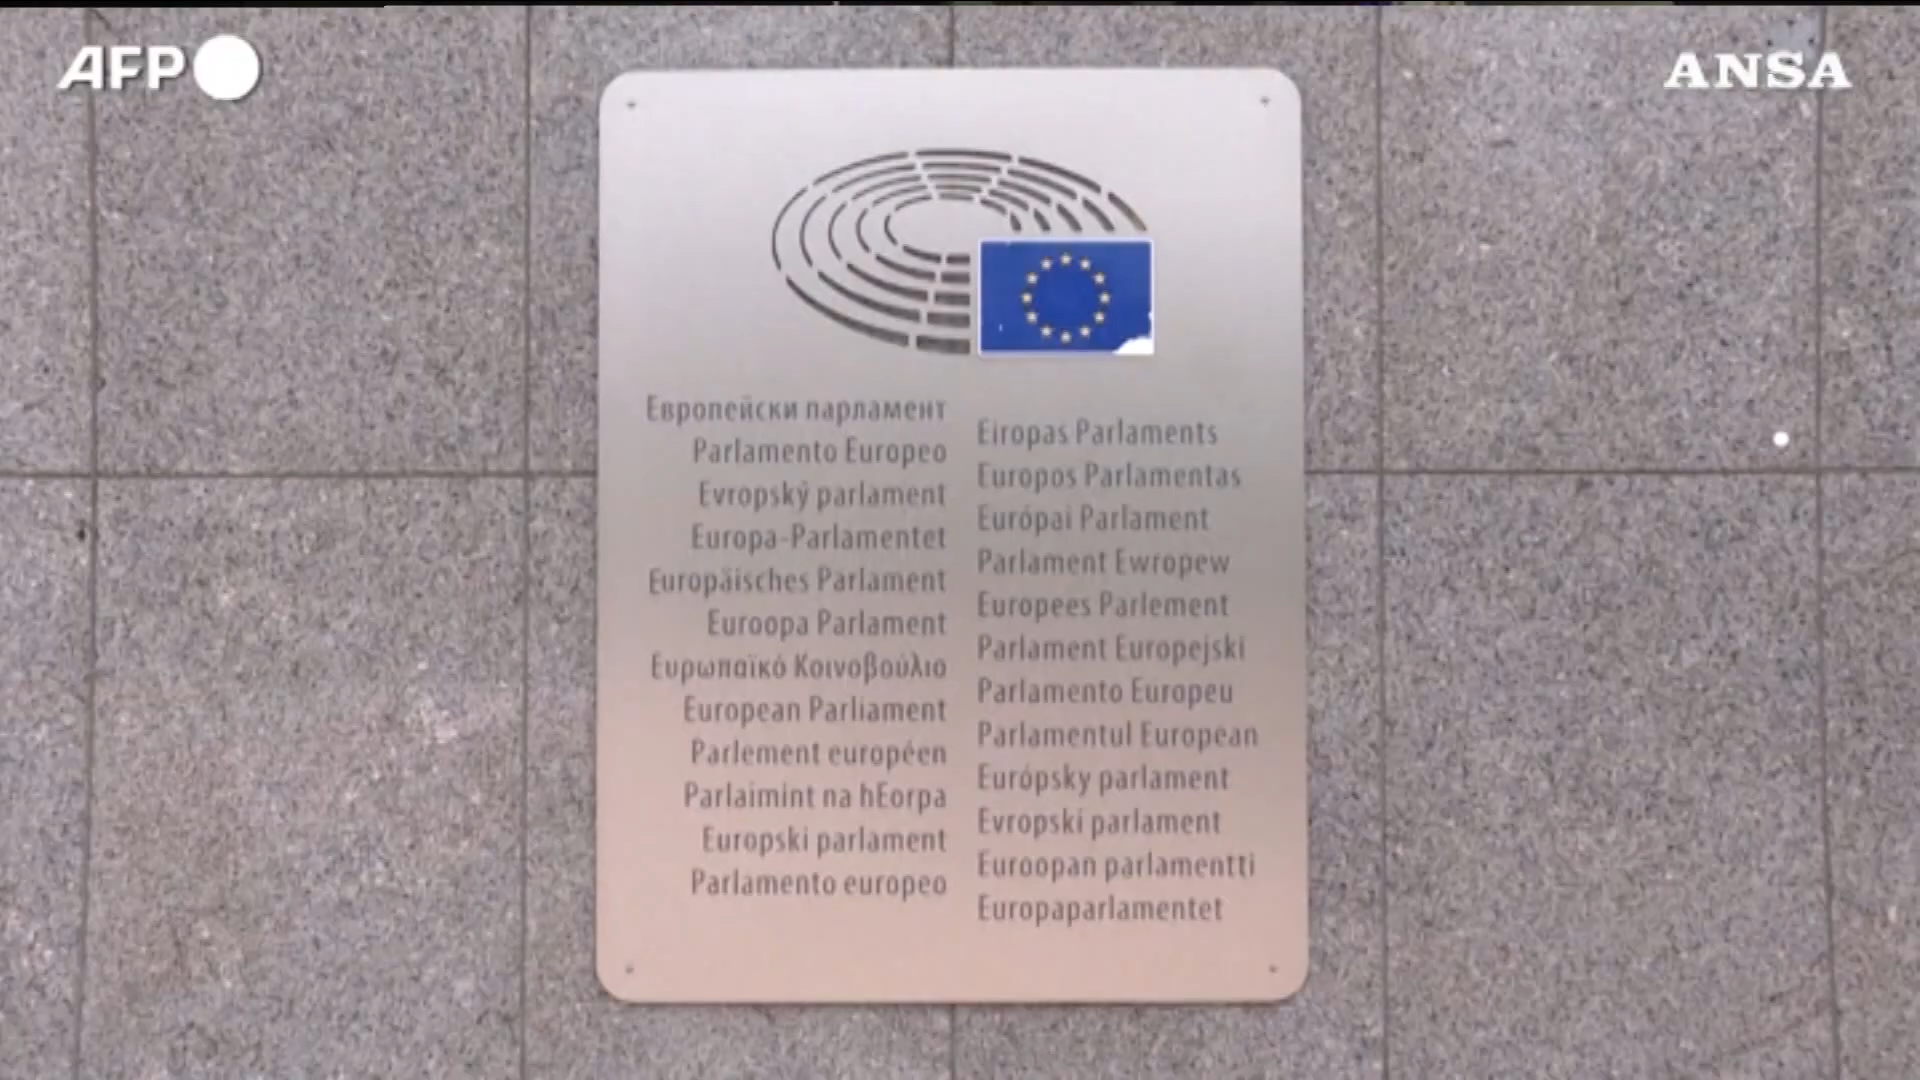 AFP
ANSA
Европейски парламент
Parlamento Europeo
Evropský parlament
Europa-Parlamentet
Europäisches Parlament
Euroopa Parlament
Ευρωπαϊκό Κοινοβούλιο
European Parliament
Parlement européen
Parlaimint na hEorpa
Europski parlament
Parlamento europeo
Eiropas Parlaments
Europos Parlamentas
Európai Parlament
Parlament Ewropew
Europees Parlement
Parlament Europejski
Parlamento Europeu
Parlamentul European
Európsky parlament
Evropski parlament
Euroopan parlamentti
Europaparlamentet